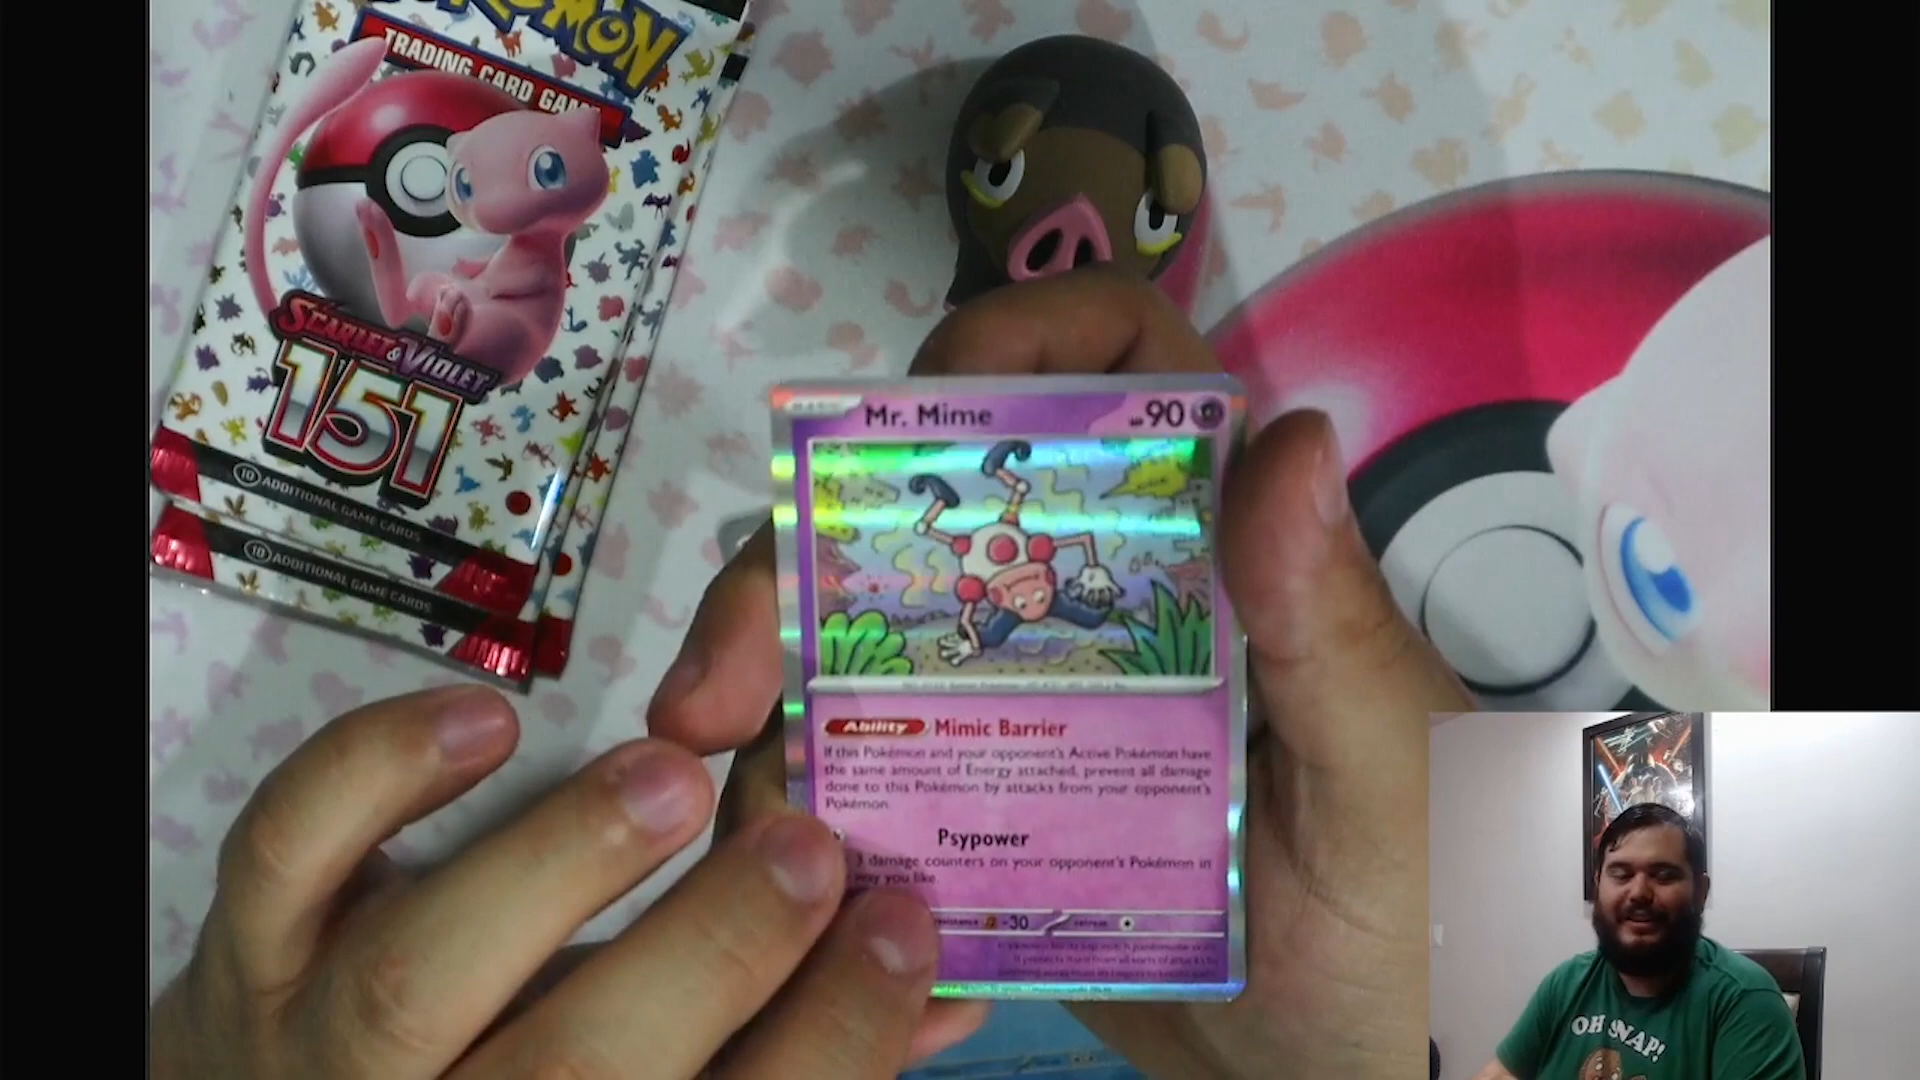 POKÉMON
TRADING CARD GAME
SCARLET & VIOLET
151
10 ADDITIONAL GAME CARDS
10 ADDITIONAL GAME CARDS
Mr. Mime
90
Ability Mimic Barrier
If this Pokémon and your opponent's Active Pokémon have
the same amount of Energy attached, prevent all damage
done to this Pokémon by attacks from your opponent's
Pokémon.
Psypower
3 damage counters on your opponent's Pokémon in
way you like.
resistance -30 retreat
OH SNAP!